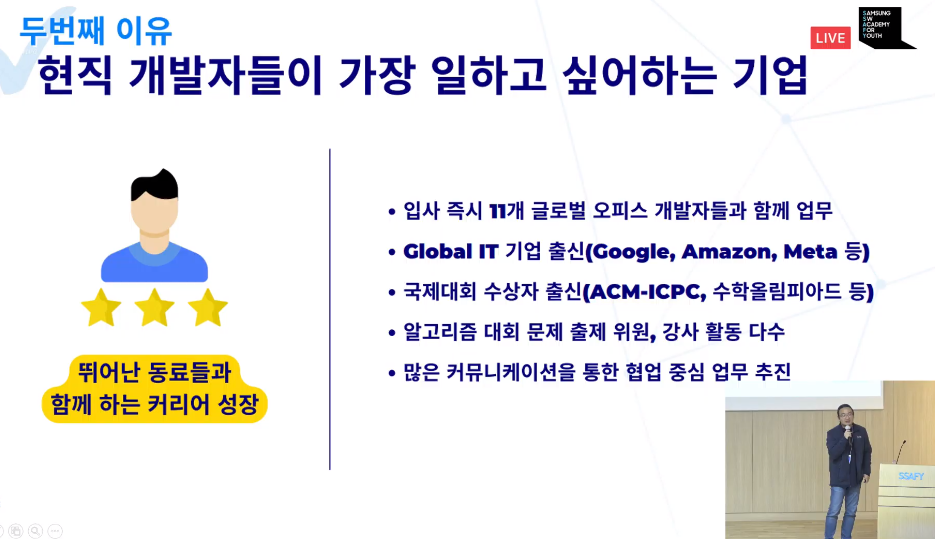 두번째 이유
현직 개발자들이 가장 일하고 싶어하는 기업
LIVE
SAMSUNG
SW
ACADEMY
FOR
YOUTH
뛰어난 동료들과
함께 하는 커리어 성장
• 입사 즉시 11개 글로벌 오피스 개발자들과 함께 업무
• Global IT 기업 출신(Google, Amazon, Meta 등)
• 국제대회 수상자 출신(ACM-ICPC, 수학올림피아드 등)
• 알고리즘 대회 문제 출제 위원, 강사 활동 다수
• 많은 커뮤니케이션을 통한 협업 중심 업무 추진
SSAFY